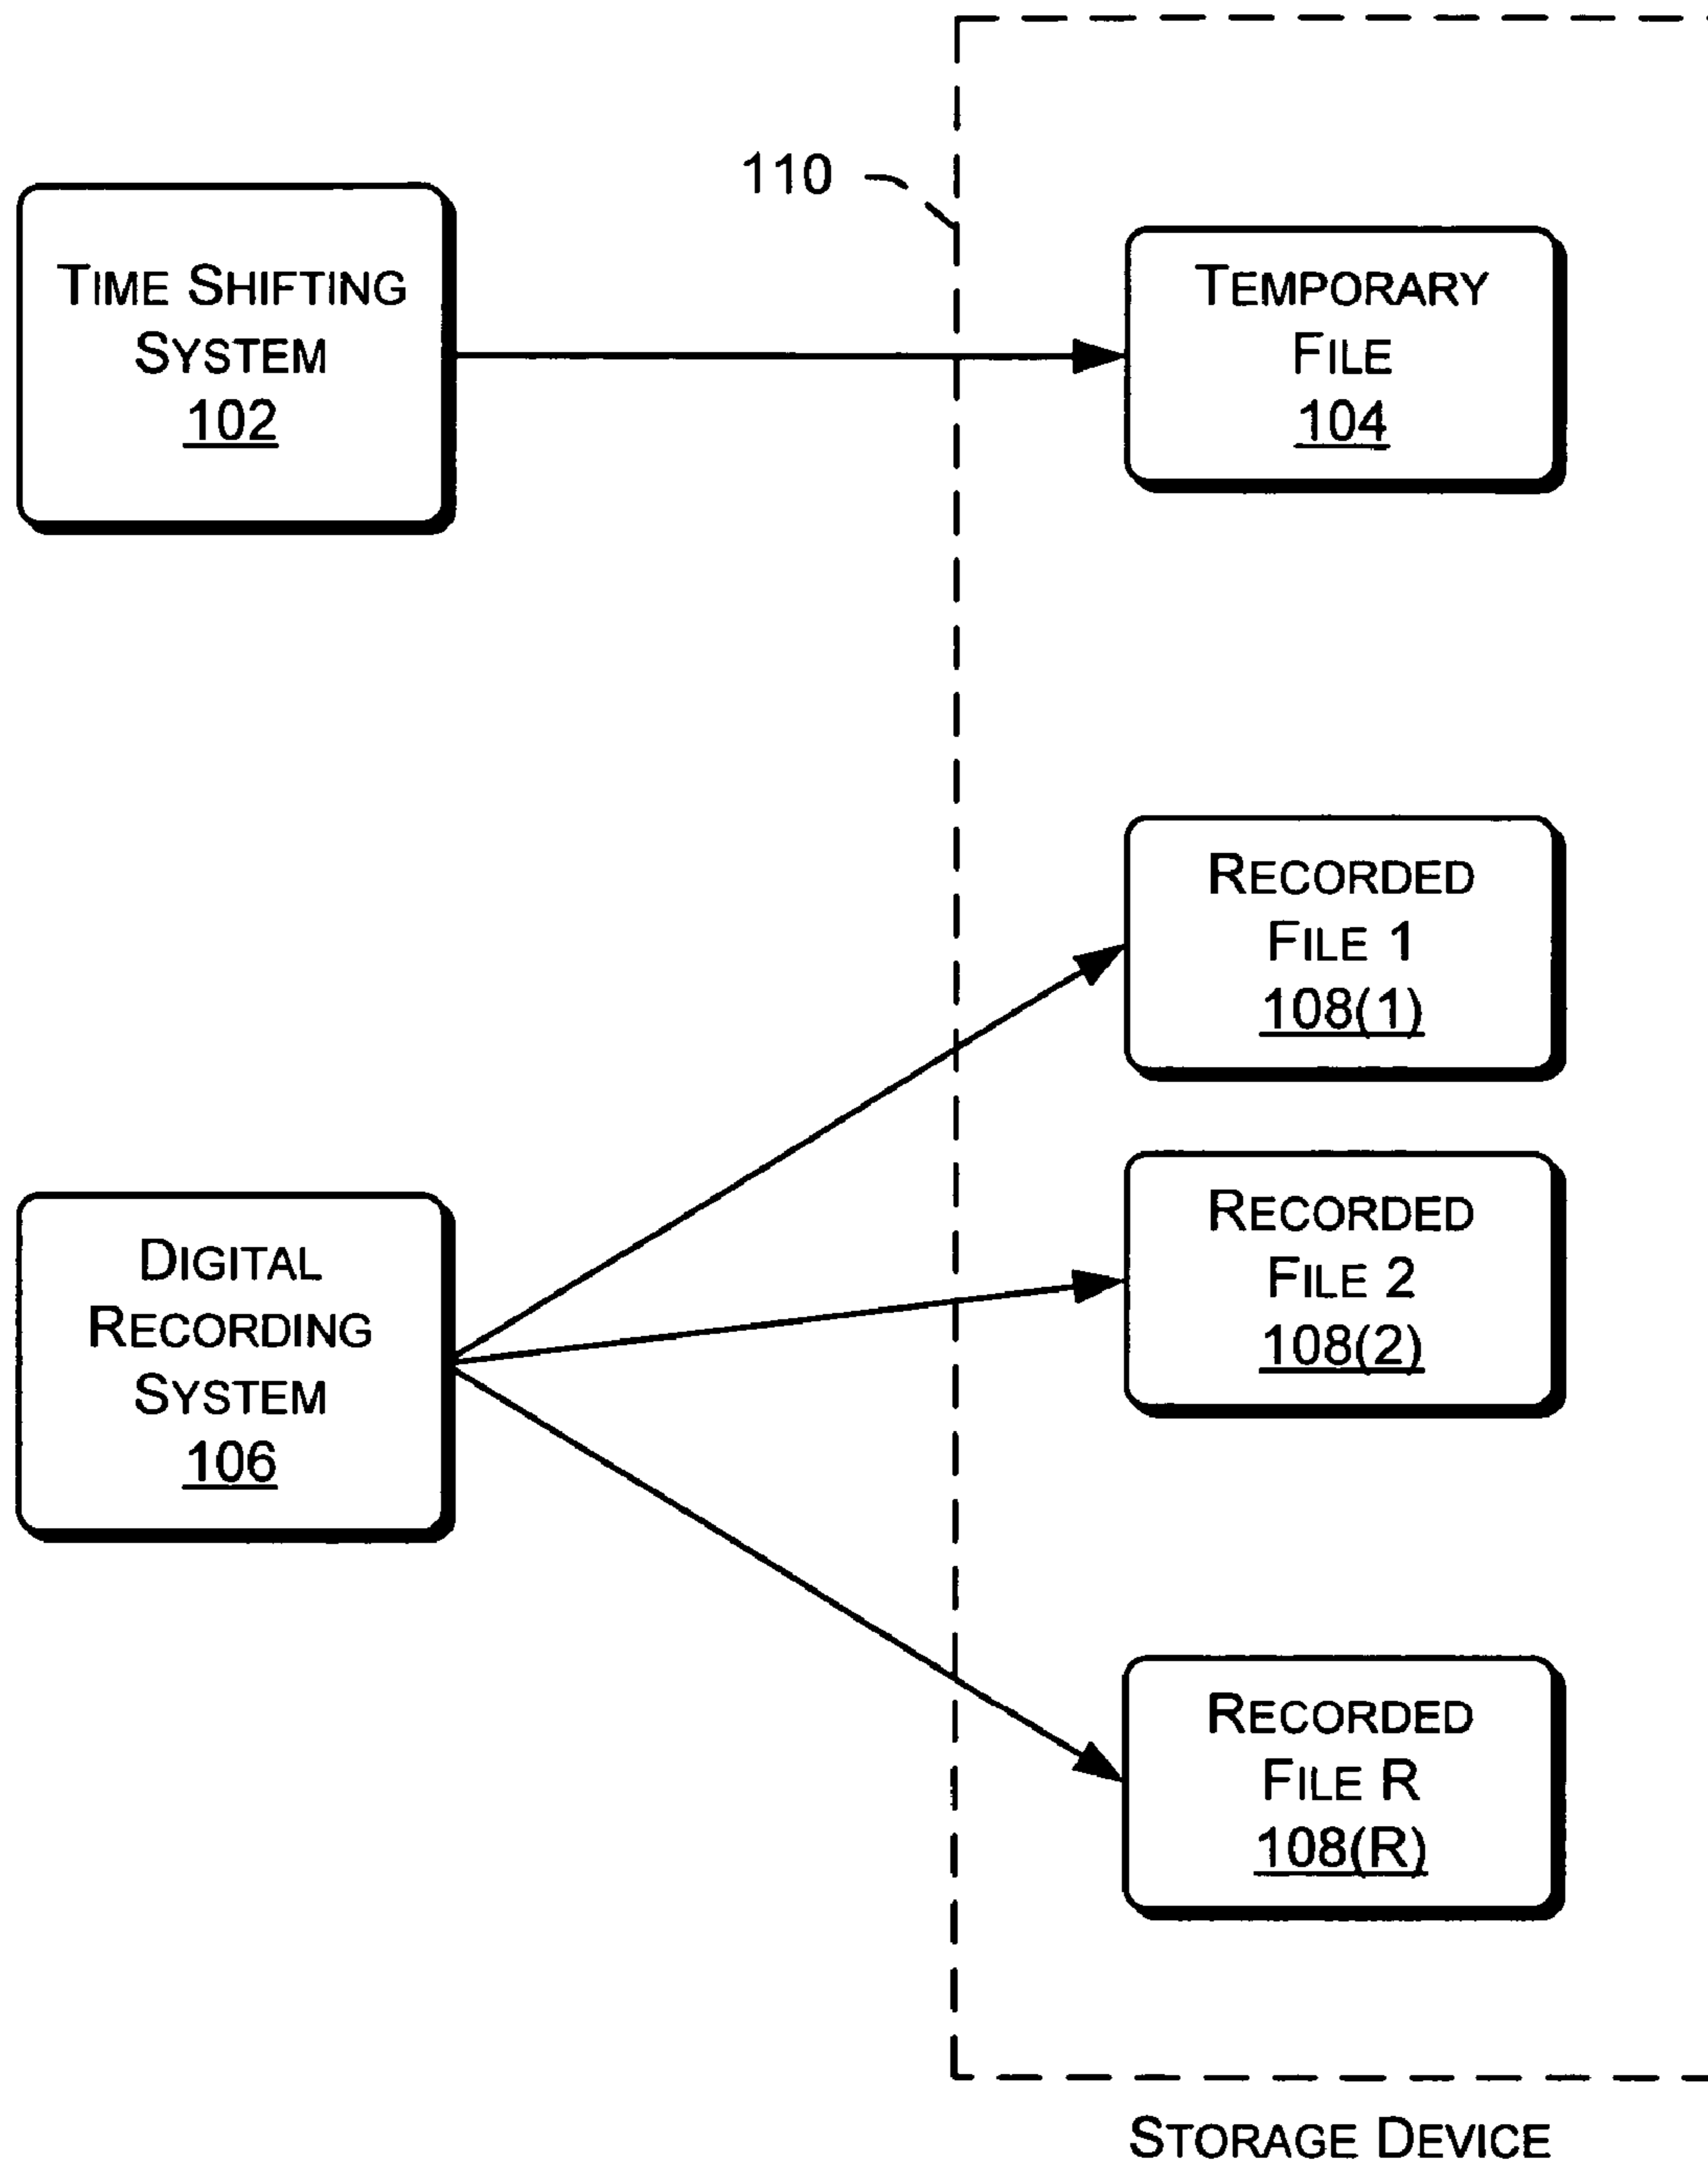 110
TIME SHIFTING
SYSTEM
102
TEMPORARY
FILE
104
RECORDED
FILE 1
108(1)
RECORDED
FILE 2
108(2)
DIGITAL
RECORDING
SYSTEM
106
RECORDED
FILE R
108(R)
STORAGE DEVICE